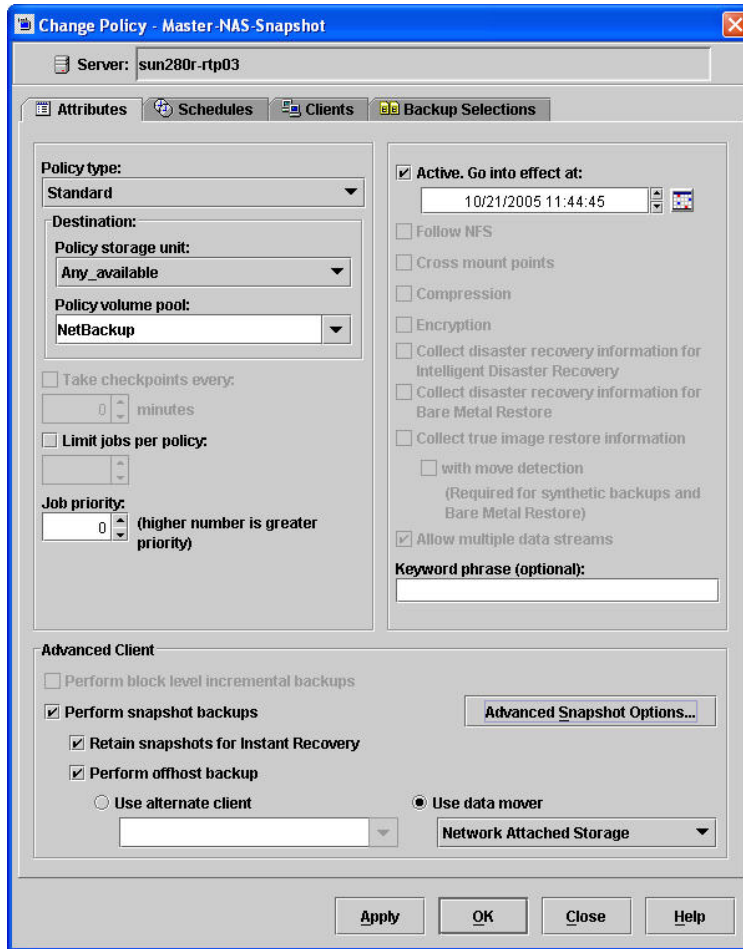 Change Policy - Master-NAS-Snapshot
Server: sun280r-rtp03
Attributes
Schedules
Clients
Backup Selections
Policy type:
Standard
Destination:
Policy storage unit:
Any_available
Policy volume pool:
NetBackup
Take checkpoints every:
0 minutes
Limit jobs per policy:
Job priority:
0 (higher number is greater
priority)
Active. Go into effect at:
10/21/2005 11:44:45
Follow NFS
Cross mount points
Compression
Encryption
Collect disaster recovery information for
Intelligent Disaster Recovery
Collect disaster recovery information for
Bare Metal Restore
Collect true image restore information
with move detection
(Required for synthetic backups and
Bare Metal Restore)
Allow multiple data streams
Keyword phrase (optional):
Advanced Client
Perform block level incremental backups
Perform snapshot backups
Advanced Snapshot Options...
Retain snapshots for Instant Recovery
Perform offhost backup
Use alternate client
Use data mover
Network Attached Storage
Apply
OK
Close
Help